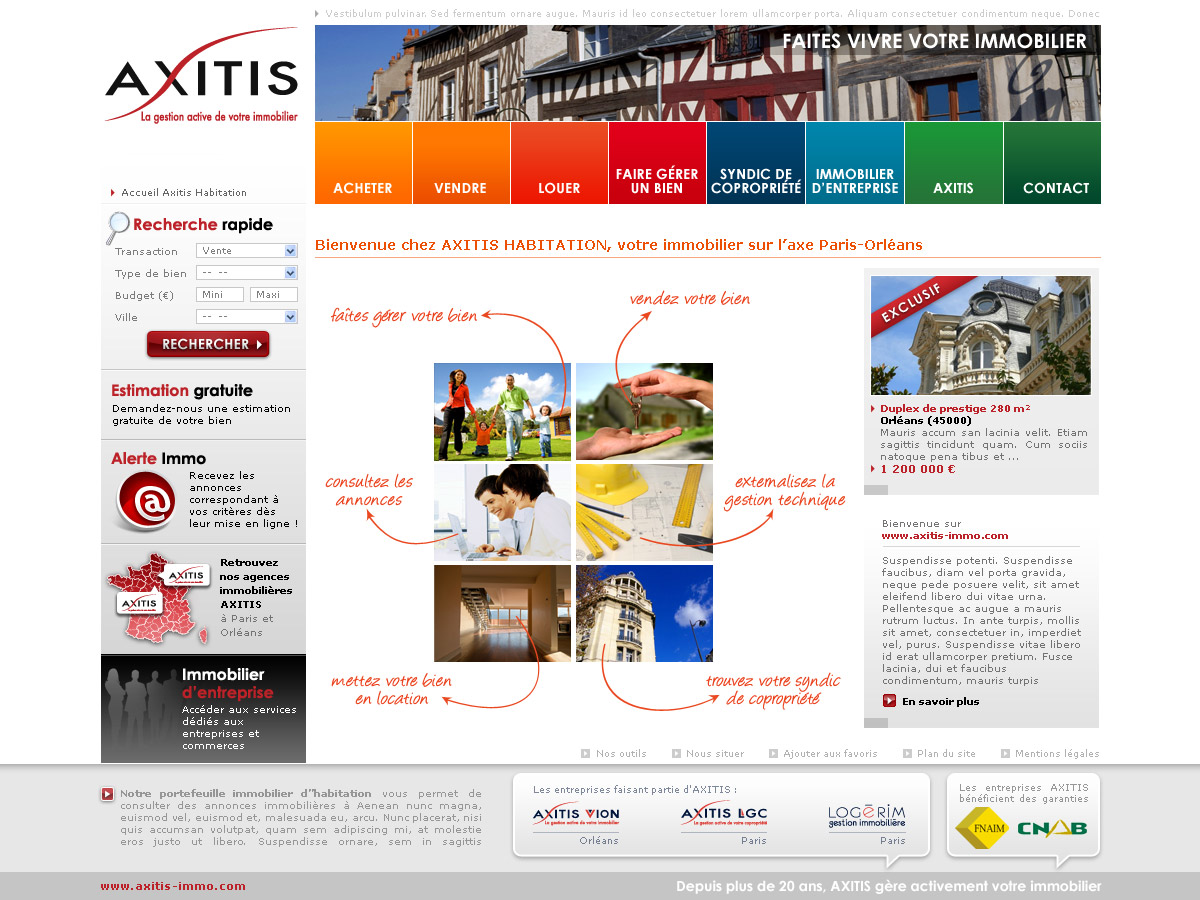 Vestibulum pulvinar. Sed fermentum ornare augue. Mauris id leo consectetuer lorem ullamcorper porta. Aliquam consectetuer condimentum neque. Donec
AXITIS
La gestion active de votre immobilier
FAITES VIVRE VOTRE IMMOBILIER
ACHETER
VENDRE
LOUER
FAIRE GÉRER
UN BIEN
SYNDIC DE
COPROPRIÉTÉ
IMMOBILIER
D'ENTREPRISE
AXITIS
CONTACT
Accueil Axitis Habitation
Recherche rapide
Transaction
Vente
Type de bien
-- --
Budget (€)
Mini
Maxi
Ville
-- --
RECHERCHER
Estimation gratuite
Demandez-nous une estimation
gratuite de votre bien
Alerte Immo
Recevez les
annonces
correspondant à
vos critères dès
leur mise en ligne !
AXITIS
AXITIS
Retrouvez
nos agences
immobilières
AXITIS
à Paris et
Orléans
Immobilier
d'entreprise
Accéder aux services
dédiés aux
entreprises et
commerces
Bienvenue chez AXITIS HABITATION, votre immobilier sur l'axe Paris-Orléans
faîtes gérer votre bien
vendez votre bien
consultez les
annonces
externalisez la
gestion technique
mettez votre bien
en location
trouvez votre syndic
de copropriété
EXCLUSIF
Duplex de prestige 280 m²
Orléans (45000)
Mauris accum san lacinia velit. Etiam
sagittis tincidunt quam. Cum sociis
natoque pena tibus et ...
1 200 000 €
Bienvenue sur
www.axitis-immo.com
Suspendisse potenti. Suspendisse
faucibus, diam vel porta gravida,
neque pede posuere velit, sit amet
eleifend libero dui vitae urna.
Pellentesque ac augue a mauris
rutrum luctus. In ante turpis, mollis
sit amet, consectetuer in, imperdiet
vel, purus. Suspendisse vitae libero
id erat ullamcorper pretium. Fusce
lacinia, dui et faucibus
condimentum, mauris turpis
En savoir plus
Nos outils
Nous situer
Ajouter aux favoris
Plan du site
Mentions légales
Notre portefeuille immobilier d''habitation vous permet de
consulter des annonces immobilières à Aenean nunc magna,
euismod vel, euismod et, malesuada eu, arcu. Nunc placerat, nisi
quis accumsan volutpat, quam sem adipiscing mi, at molestie
eros justo ut libero. Suspendisse ornare, sem in sagittis
Les entreprises faisant partie d'AXITIS :
AXITIS VION
La gestion active de votre immobilier
Orléans
AXITIS LGC
La gestion active de votre copropriété
Paris
LOGERIM
gestion immobilière
Paris
Les entreprises AXITIS
bénéficient des garanties
FNAIM
CNAB
www.axitis-immo.com
Depuis plus de 20 ans, AXITIS gère activement votre immobilier